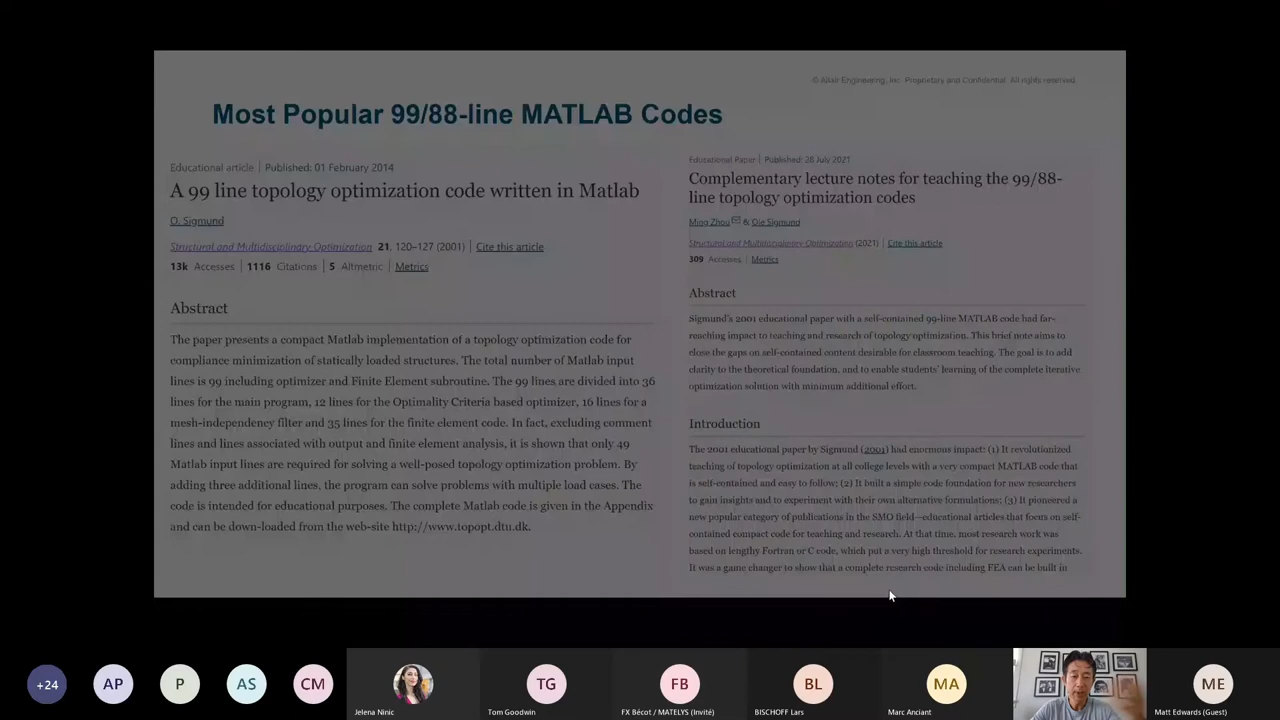 © Altair Engineering, Inc. Proprietary and Confidential. All rights reserved.
Most Popular 99/88-line MATLAB Codes
Educational article | Published: 01 February 2014
A 99 line topology optimization code written in Matlab
O. Sigmund
Structural and Multidisciplinary Optimization 21, 120–127 (2001) | Cite this article
13k Accesses | 1116 Citations | 5 Altmetric | Metrics
Abstract
The paper presents a compact Matlab implementation of a topology optimization code for
compliance minimization of statically loaded structures. The total number of Matlab input
lines is 99 including optimizer and Finite Element subroutine. The 99 lines are divided into 36
lines for the main program, 12 lines for the Optimality Criteria based optimizer, 16 lines for a
mesh-independency filter and 35 lines for the finite element code. In fact, excluding comment
lines and lines associated with output and finite element analysis, it is shown that only 49
Matlab input lines are required for solving a well-posed topology optimization problem. By
adding three additional lines, the program can solve problems with multiple load cases. The
code is intended for educational purposes. The complete Matlab code is given in the Appendix
and can be down-loaded from the web-site http://www.topopt.dtu.dk.
Educational Paper | Published: 28 July 2021
Complementary lecture notes for teaching the 99/88-
line topology optimization codes
Ming Zhou & Ole Sigmund
Structural and Multidisciplinary Optimization (2021) | Cite this article
309 Accesses | Metrics
Abstract
Sigmund's 2001 educational paper with a self-contained 99-line MATLAB code had far-
reaching impact to teaching and research of topology optimization. This brief note aims to
close the gaps on self-contained content desirable for classroom teaching. The goal is to add
clarity to the theoretical foundation, and to enable students' learning of the complete iterative
optimization solution with minimum additional effort.
Introduction
The 2001 educational paper by Sigmund (2001) had enormous impact: (1) It revolutionized
teaching of topology optimization at all college levels with a very compact MATLAB code that
is self-contained and easy to follow; (2) It built a simple code foundation for new researchers
to gain insights and to experiment with their own alternative formulations; (3) It pioneered a
new popular category of publications in the SMO field—educational articles that focus on self-
contained compact code for teaching and research. At that time, most research work was
based on lengthy Fortran or C code, which put a very high threshold for research experiments.
It was a game changer to show that a complete research code including FEA can be built in
+24
AP
P
AS
CM
Jelena Ninic
TG
Tom Goodwin
FB
FX Bécot / MATELYS (Invité)
BL
BISCHOFF Lars
MA
Marc Anciant
ME
Matt Edwards (Guest)